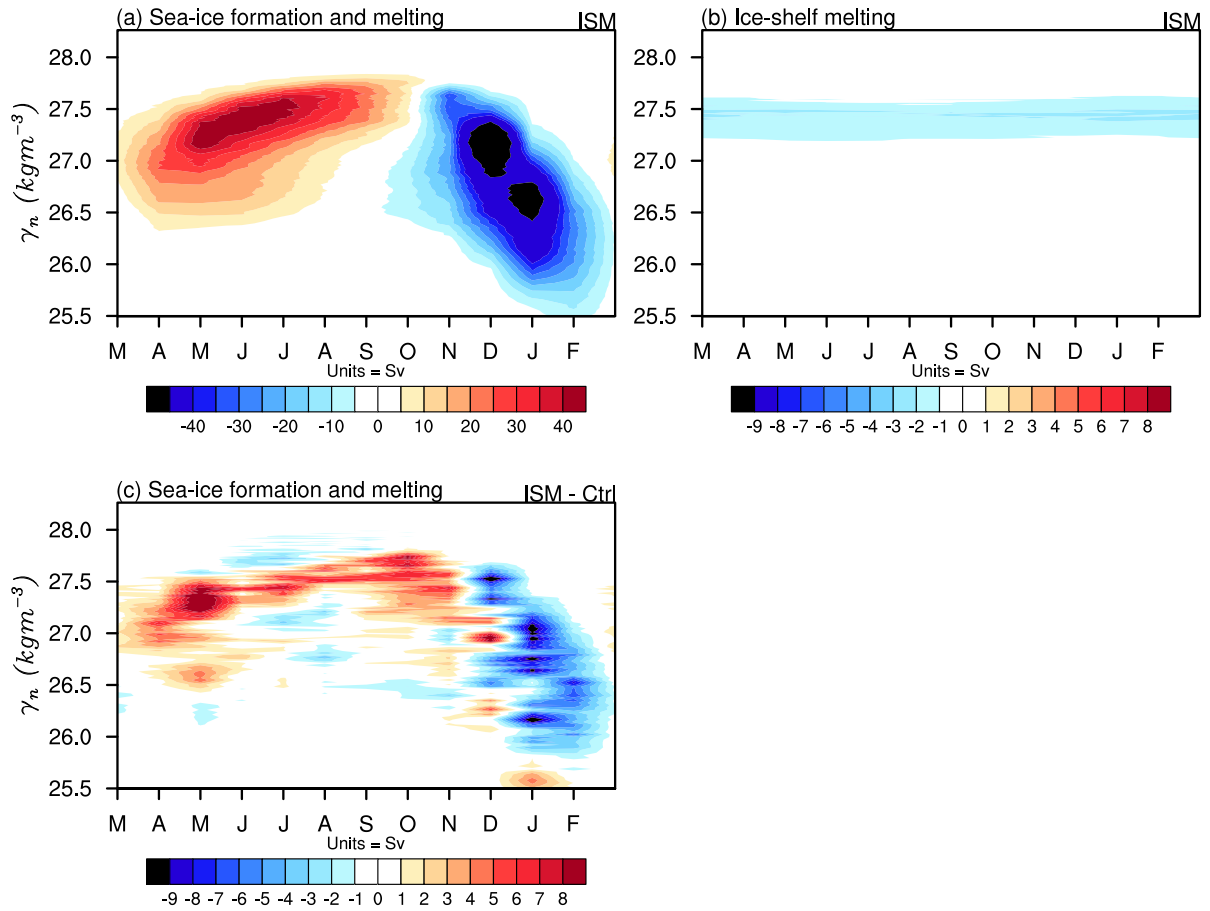 (a) Sea-ice formation and melting ISM
28.0
27.5
27.0
26.5
26.0
25.5
γn (kgm−3)
M A M J J A S O N D J F
Units = Sv
-40 -30 -20 -10 0 10 20 30 40
(b) Ice-shelf melting ISM
28.0
27.5
27.0
26.5
26.0
25.5
M A M J J A S O N D J F
Units = Sv
-9 -8 -7 -6 -5 -4 -3 -2 -1 0 1 2 3 4 5 6 7 8
(c) Sea-ice formation and melting ISM - Ctrl
28.0
27.5
27.0
26.5
26.0
25.5
γn (kgm−3)
M A M J J A S O N D J F
Units = Sv
-9 -8 -7 -6 -5 -4 -3 -2 -1 0 1 2 3 4 5 6 7 8